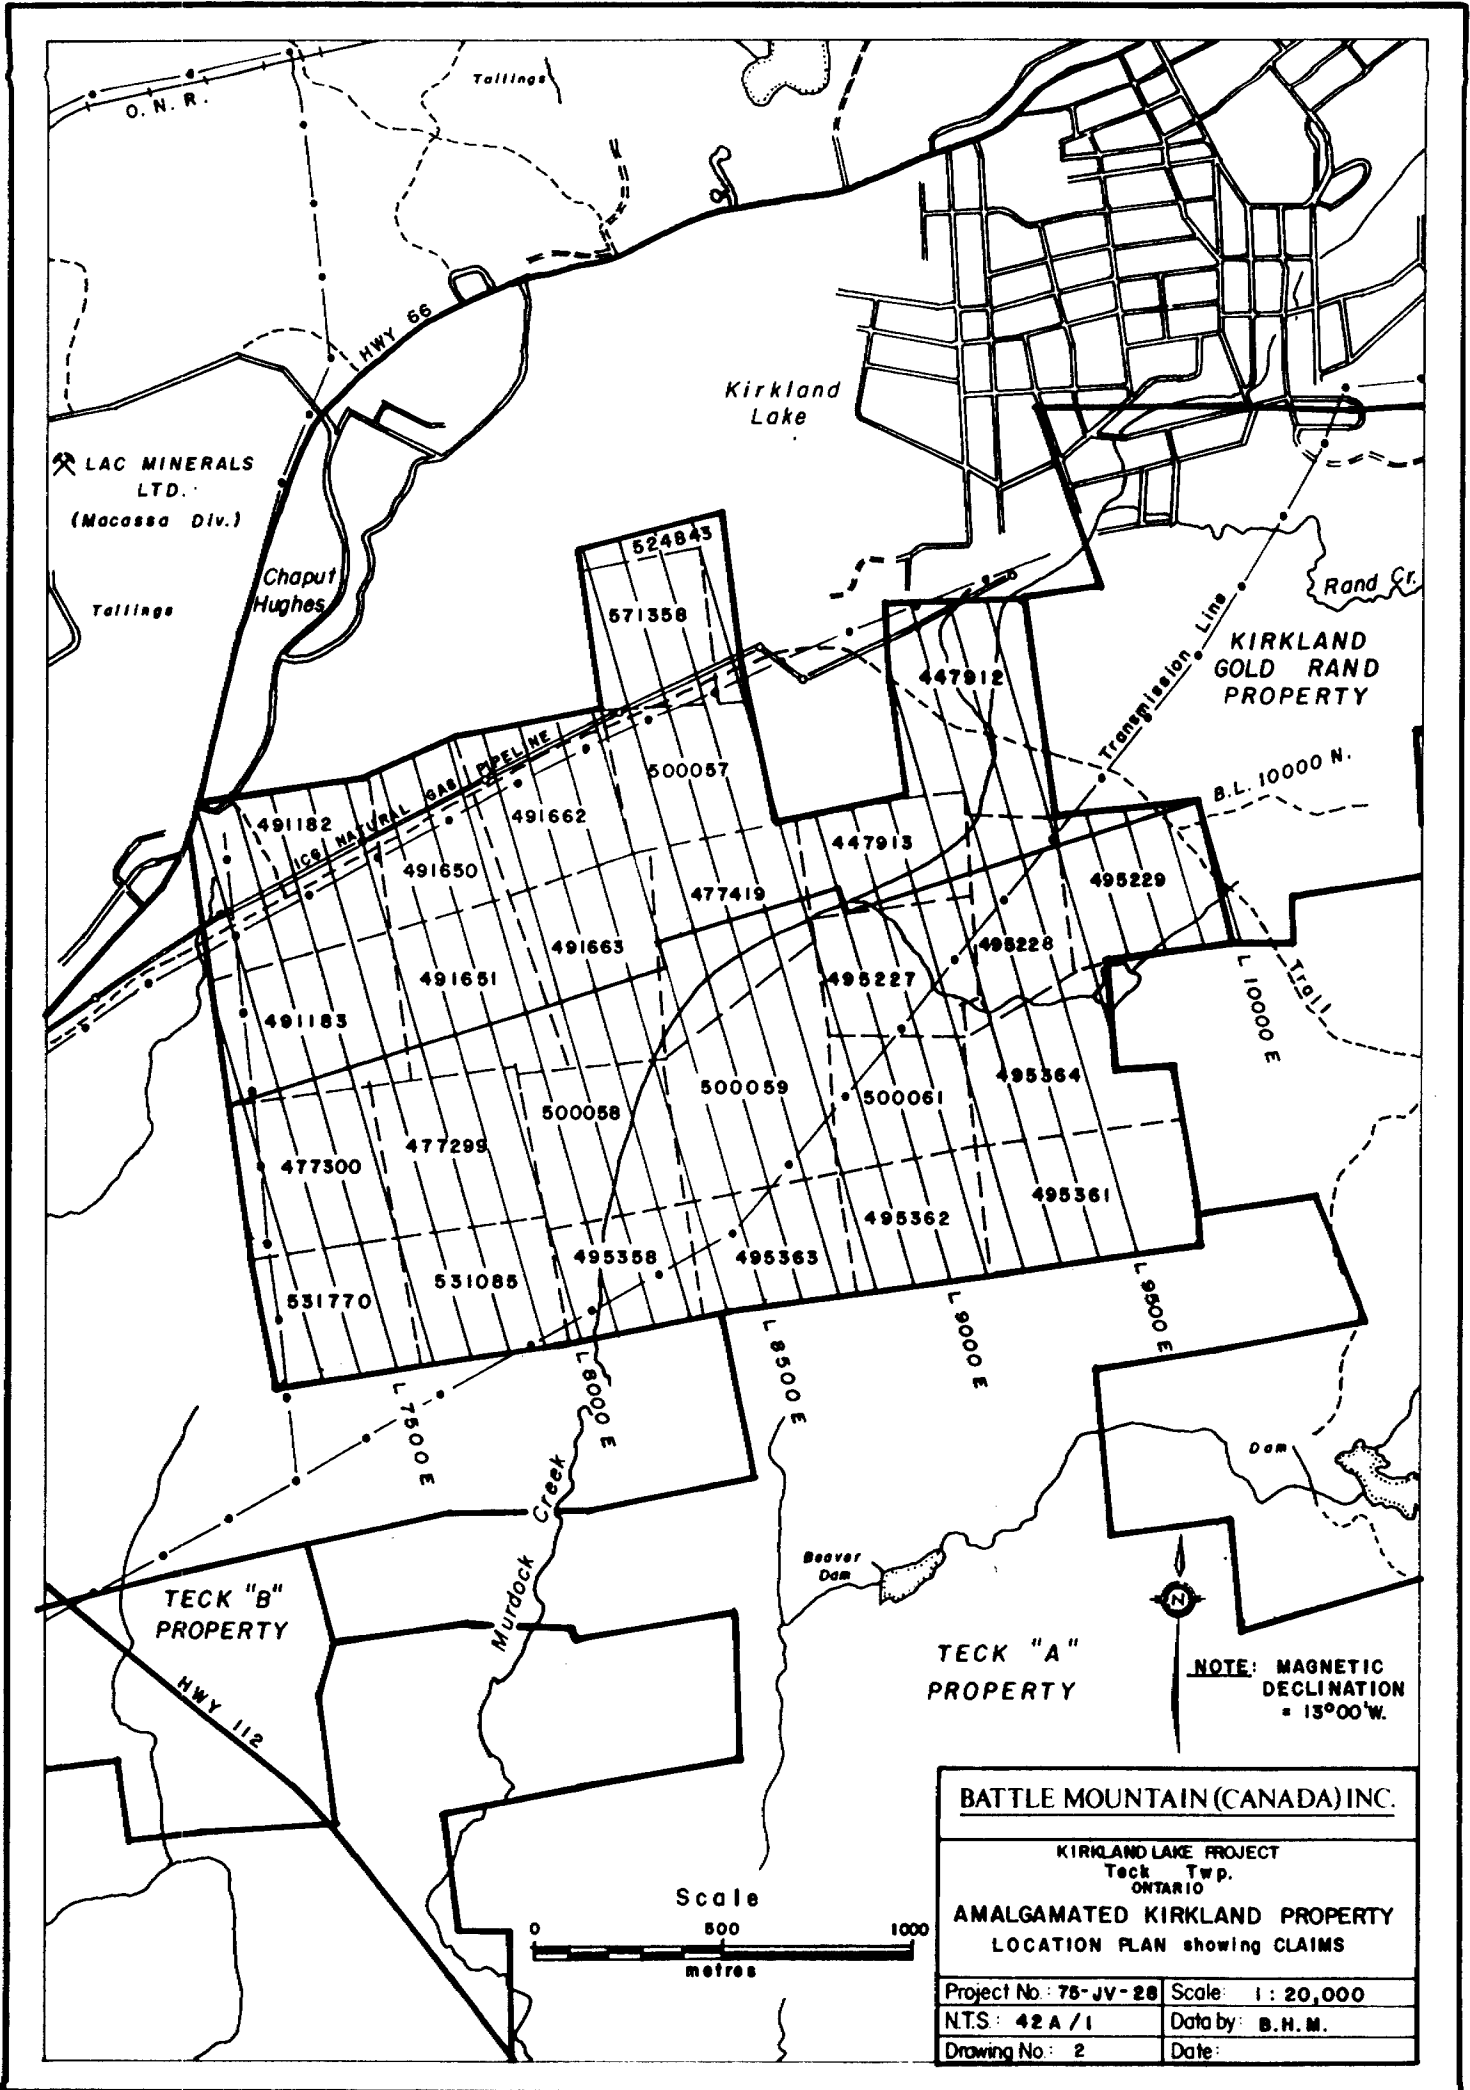 Tailings
O. N. R.
HWY 66
Kirkland
Lake
LAC MINERALS
LTD.
(Macassa Div.)
524843
Chaput
Hughes
Rand Cr.
Tailings
571358
Transmission Line
KIRKLAND
GOLD RAND
PROPERTY
447912
500057
ICG NATURAL GAS PIPELINE
B.L. 10000 N.
491182
491662
447913
491650
495229
477419
491663
495228
491651
495227
L 10000 E
Trail
491183
495364
500059
500061
500058
477299
477300
495361
495362
495358
495363
531085
531770
L 9500 E
L 9000 E
L 8500 E
L 8000 E
L 7500 E
Dam
Murdock Creek
Beaver
Dam
TECK "B"
PROPERTY
TECK "A"
PROPERTY
N
NOTE: MAGNETIC
DECLINATION
= 13°00'W.
HWY 112
BATTLE MOUNTAIN (CANADA) INC.
KIRKLAND LAKE PROJECT
Teck Twp.
ONTARIO
AMALGAMATED KIRKLAND PROPERTY
LOCATION PLAN showing CLAIMS
Scale
0 500 1000
metres
Project No.: 75-JV-28 Scale: 1 : 20,000
N.T.S.: 42 A / 1 Data by: B.H.M.
Drawing No.: 2 Date: